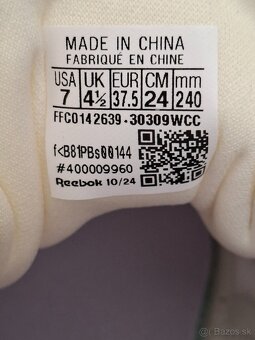 MADE IN CHINA
FABRIQUÉ EN CHINE
USA UK EUR CM mm
7 4½ 37.5 24 240
FFC0142639-30309WCC
f<B81PBs00144
#400009960
Reebok 10/24
Bazos.sk